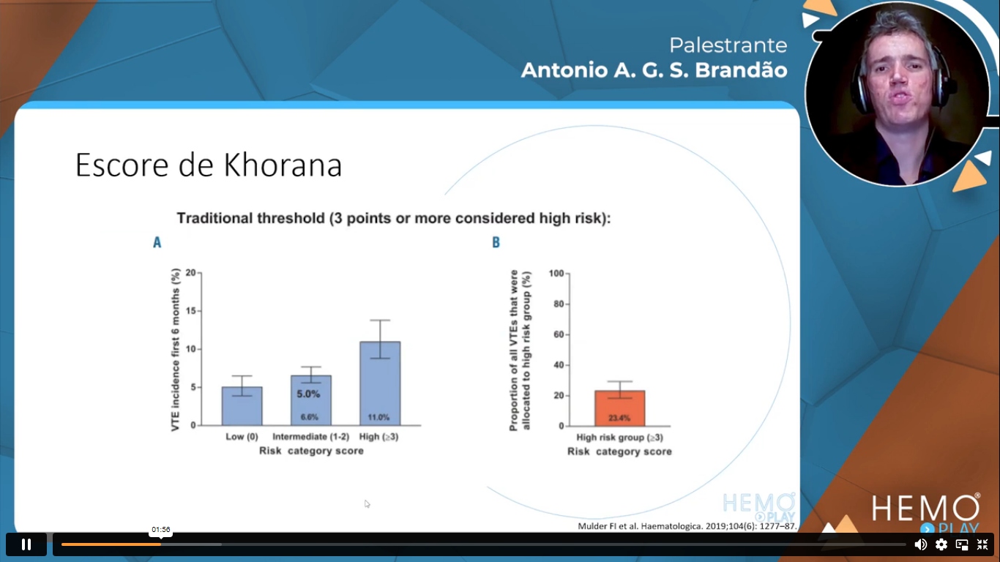 Palestrante
Antonio A. G. S. Brandão
Escore de Khorana
Traditional threshold (3 points or more considered high risk):
A
VTE incidence first 6 months (%)
20
15
10
5
0
5.0%
6.6%
11.0%
Low (0)
Intermediate (1-2)
High (≥3)
Risk category score
B
Proportion of all VTEs that were
allocated to high risk group (%)
100
80
60
40
20
0
23.4%
High risk group (≥3)
Risk category score
HEMO
PLAY
Mulder FI et al. Haematologica. 2019;104(6): 1277–87.
HEMO®
PLAY
01:56